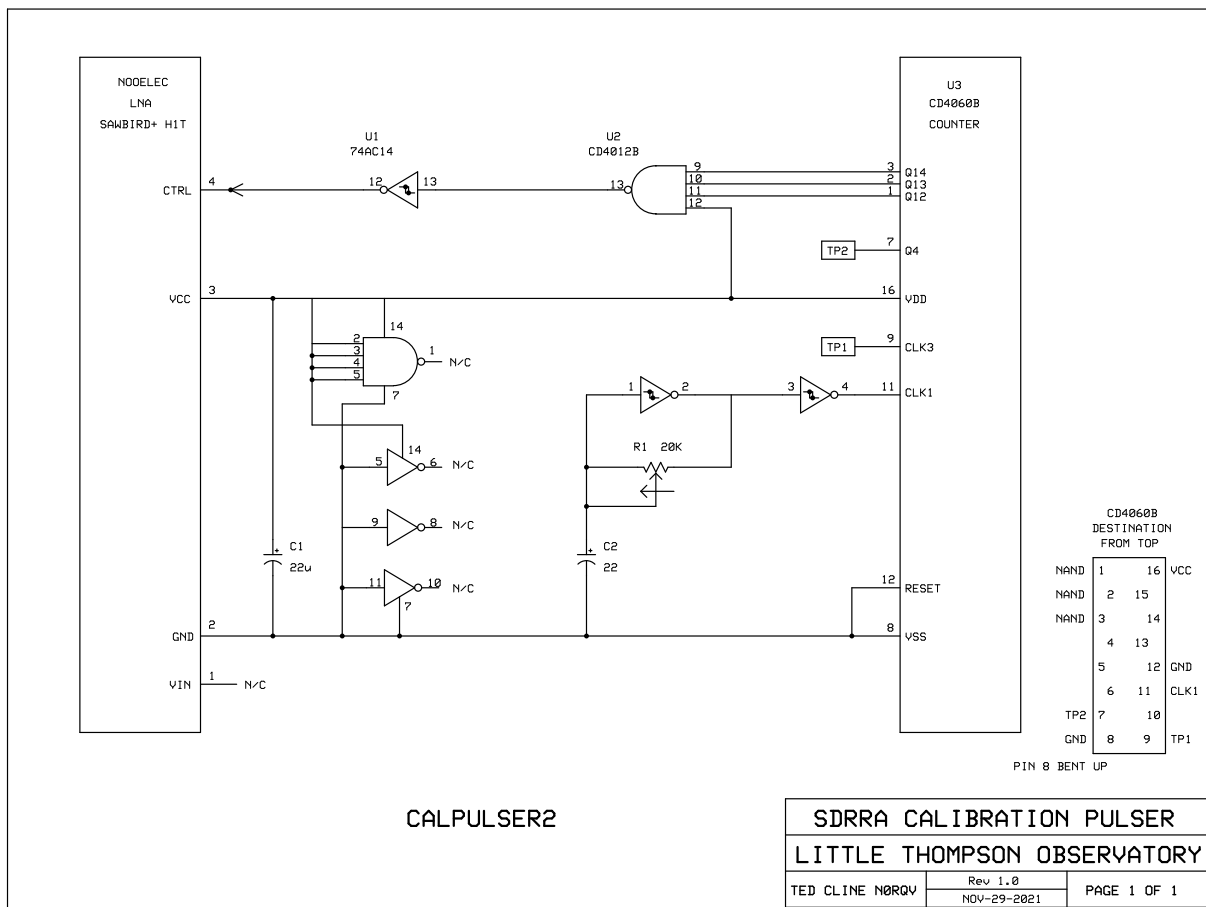 NOOELEC
LNA
SAWBIRD+ H1T
U3
CD4060B
COUNTER
U1
74AC14
U2
CD4012B
CTRL
4
12
13
13
9
10
11
12
3
2
1
Q14
Q13
Q12
TP2
7
Q4
VCC
3
16
VDD
14
2
3
4
5
1
N/C
7
TP1
9
CLK3
1
2
3
4
11
CLK1
R1 20K
14
5
6
N/C
9
8
N/C
C1
22u
11
10
N/C
7
C2
22
12
RESET
GND
2
8
VSS
VIN
1
N/C
CD4060B
DESTINATION
FROM TOP
NAND 1 16 VCC
NAND 2 15
NAND 3 14
4 13
5 12 GND
6 11 CLK1
TP2 7 10
GND 8 9 TP1
PIN 8 BENT UP
CALPULSER2
SDRRA CALIBRATION PULSER
LITTLE THOMPSON OBSERVATORY
TED CLINE N0RQV
Rev 1.0
NOV-29-2021
PAGE 1 OF 1